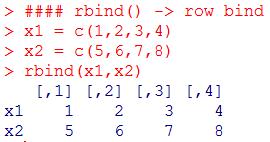 > #### rbind() -> row bind
> x1 = c(1,2,3,4)
> x2 = c(5,6,7,8)
> rbind(x1,x2)
   [,1] [,2] [,3] [,4]
x1    1    2    3    4
x2    5    6    7    8